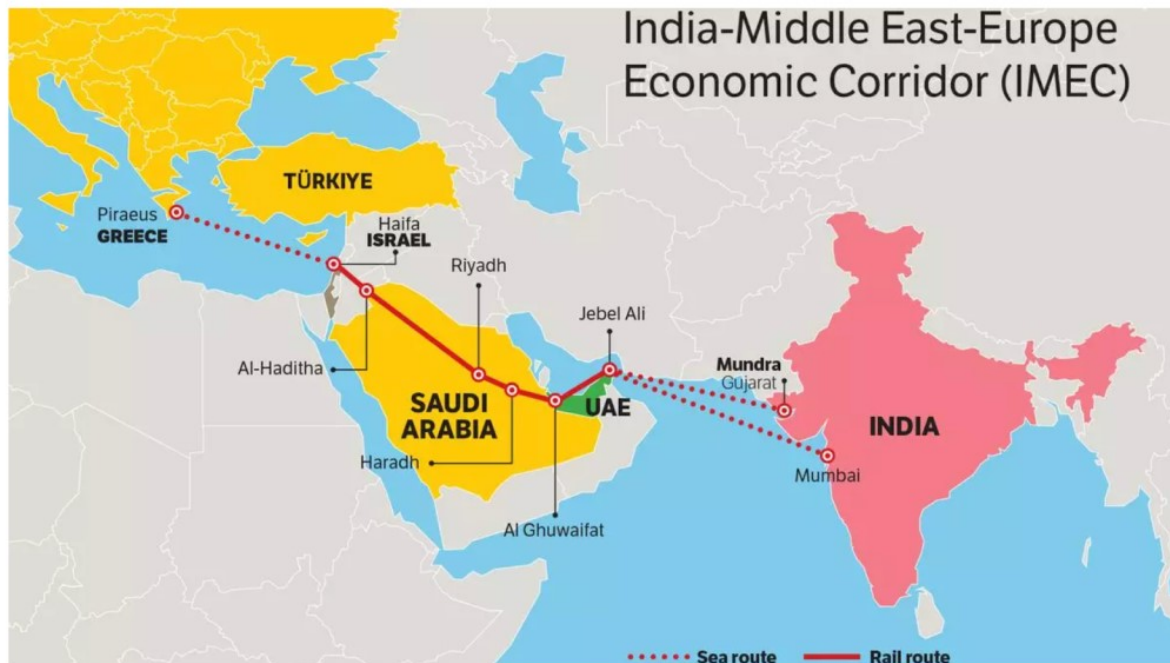 India-Middle East-Europe
Economic Corridor (IMEC)
TÜRKIYE
Piraeus
GREECE
Haifa
ISRAEL
Riyadh
Jebel Ali
Al-Haditha
Mundra
Gujarat
SAUDI
ARABIA
UAE
INDIA
Haradh
Mumbai
Al Ghuwaifat
Sea route
Rail route